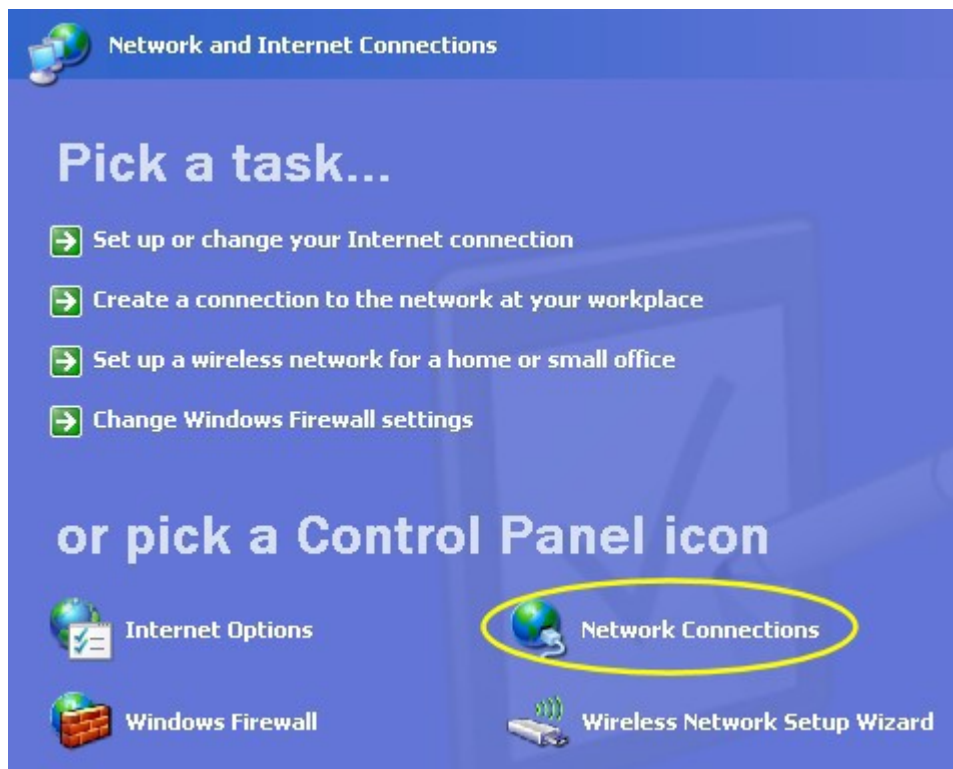 Network and Internet Connections
Pick a task...
Set up or change your Internet connection
Create a connection to the network at your workplace
Set up a wireless network for a home or small office
Change Windows Firewall settings
or pick a Control Panel icon
Internet Options
Network Connections
Windows Firewall
Wireless Network Setup Wizard